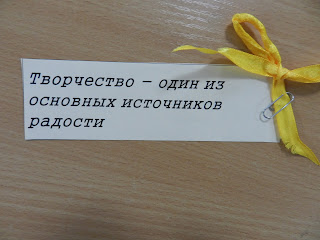 Творчество – один из
основных источников
радости